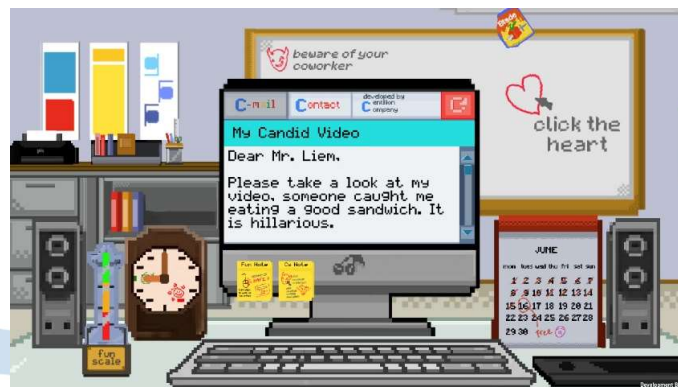 beware of your
coworker
click the
heart
C-mail
Contact
developed by
Centilion
Company
My Candid Video
Dear Mr. Liem,
Please take a look at my
video. someone caught me
eating a good sandwich. It
is hillarious.
Fun Note
Co Note
fun
scale
JUNE
mon tues wed thu fri sat sun
1 2 3 4 5 6 7
8 9 10 11 12 13 14
15 16 17 18 19 20 21
22 23 24 25 26 27 28
29 30 free